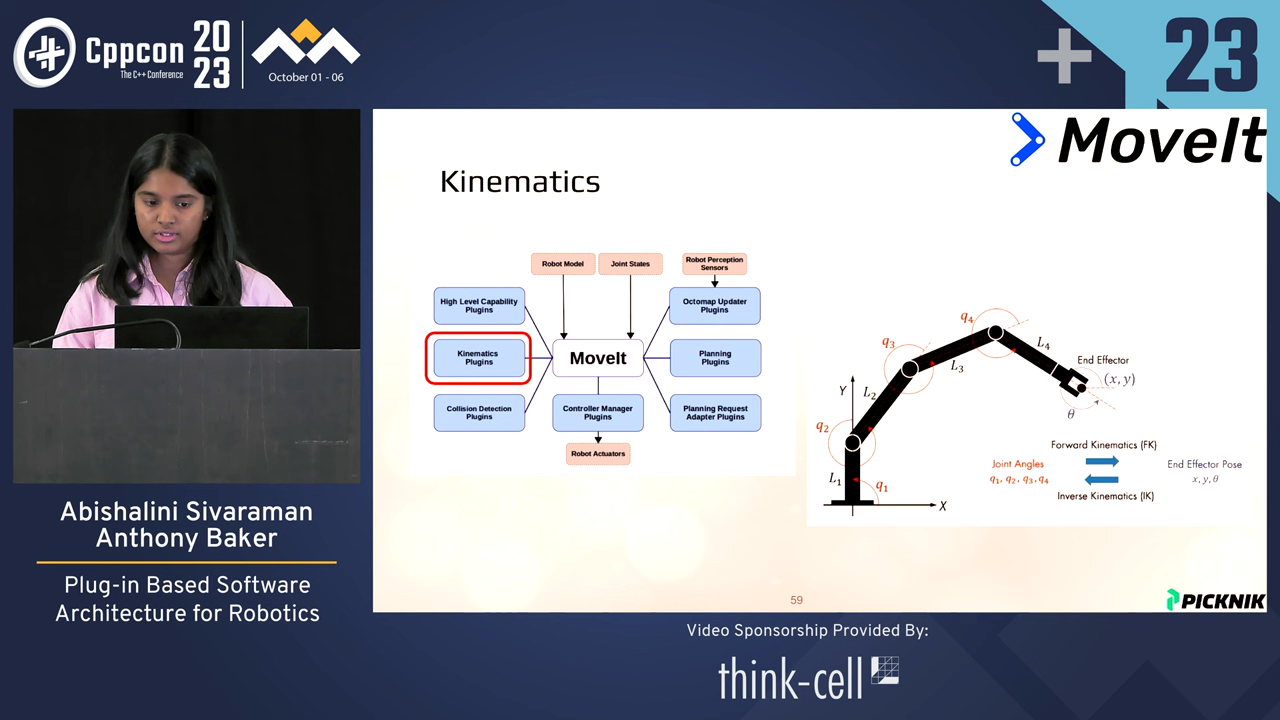 Cppcon
The C++ Conference
20
23
October 01 - 06
+ 23
MoveIt
Kinematics
Robot Model
Joint States
Robot Perception
Sensors
High Level Capability
Plugins
Octomap Updater
Plugins
Kinematics
Plugins
MoveIt
Planning
Plugins
Collision Detection
Plugins
Controller Manager
Plugins
Planning Request
Adapter Plugins
Robot Actuators
q4
q3
L4
L3
End Effector
(x, y)
Y
L2
θ
q2
L1
q1
X
Forward Kinematics (FK)
Joint Angles
q1, q2, q3, q4
End Effector Pose
x, y, θ
Inverse Kinematics (IK)
59
PICKNIK
Abishalini Sivaraman
Anthony Baker
Plug-in Based Software
Architecture for Robotics
Video Sponsorship Provided By:
think-cell